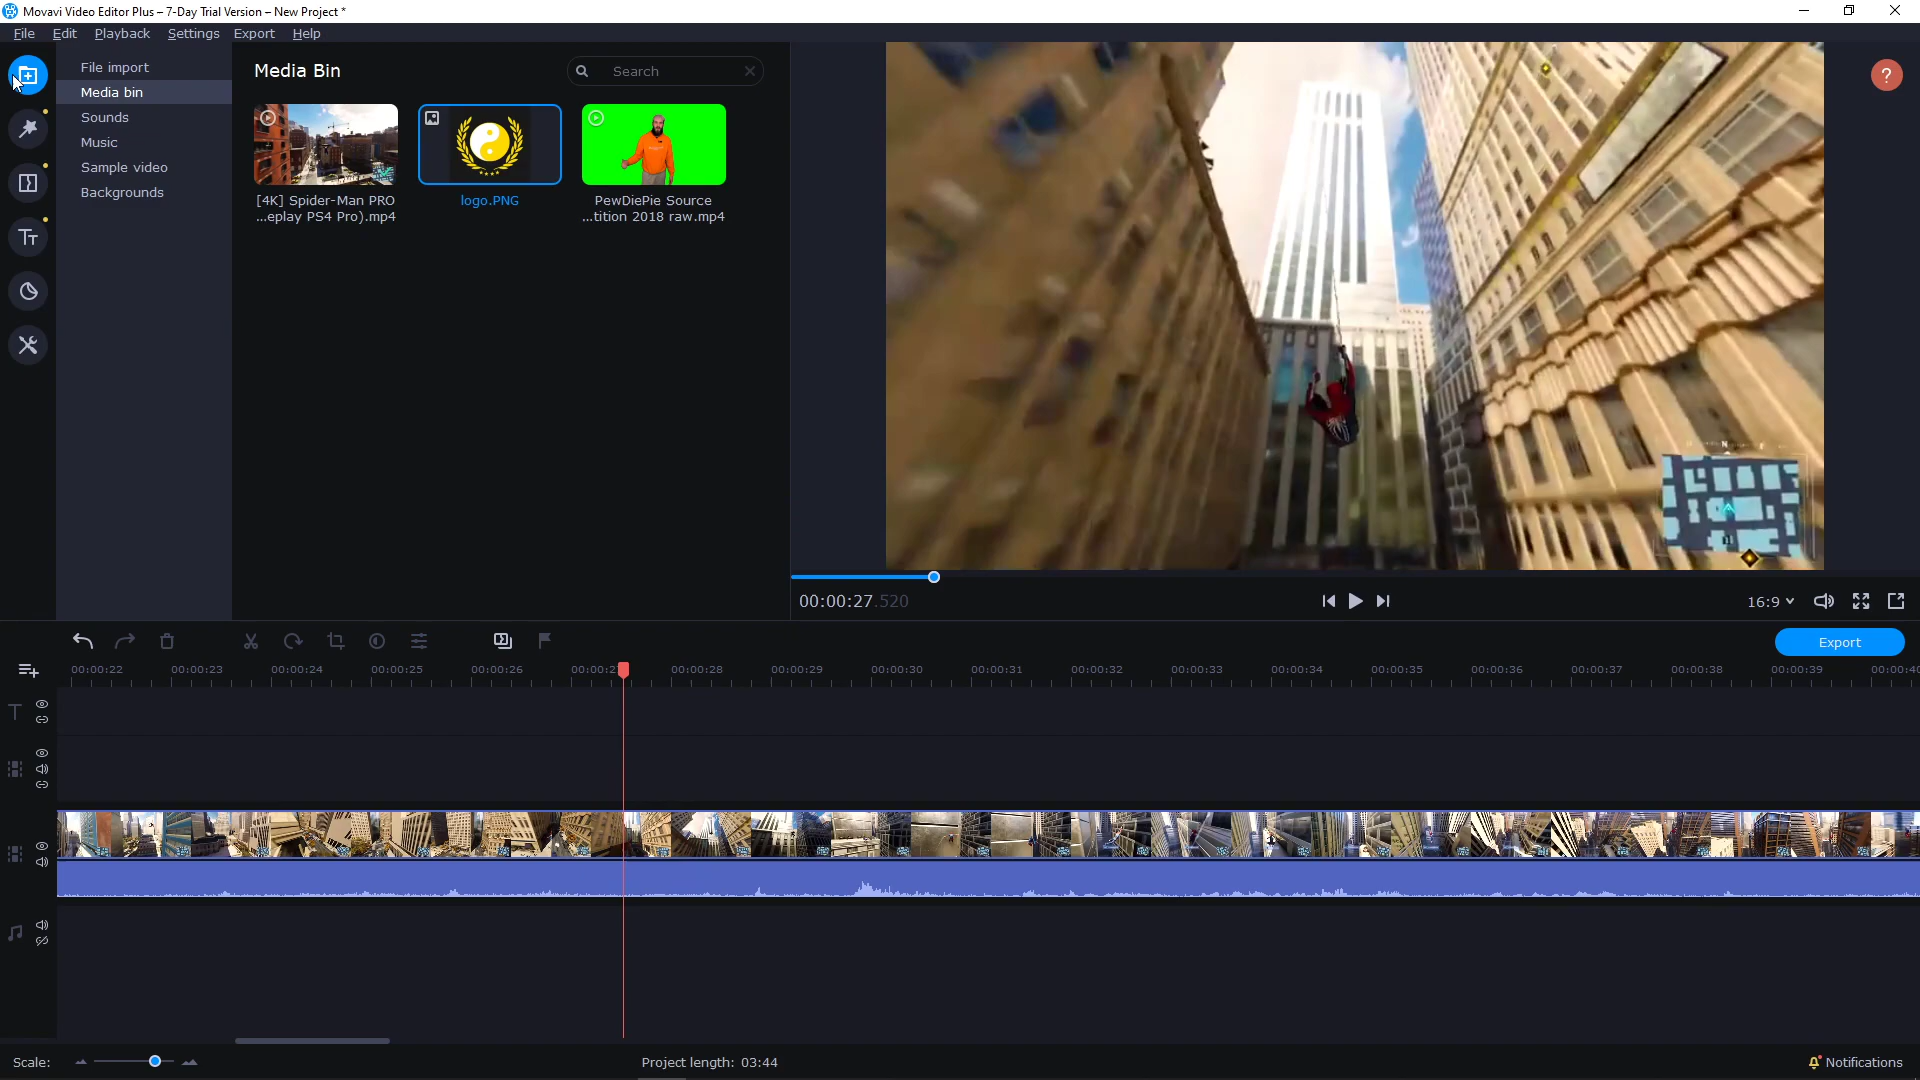 Movavi Video Editor Plus – 7-Day Trial Version – New Project *
File Edit Playback Settings Export Help
File import
Media bin
Sounds
Music
Sample video
Backgrounds
Media Bin
Search
[4K] Spider-Man PRO
...eplay PS4 Pro).mp4
logo.PNG
PewDiePie Source
...tition 2018 raw.mp4
?
N
00:00:27.520
16:9
Export
00:00:22 00:00:23 00:00:24 00:00:25 00:00:26 00:00:2 00:00:28 00:00:29 00:00:30 00:00:31 00:00:32 00:00:33 00:00:34 00:00:35 00:00:36 00:00:37 00:00:38 00:00:39 00:00:40
Scale:
Project length: 03:44
Notifications